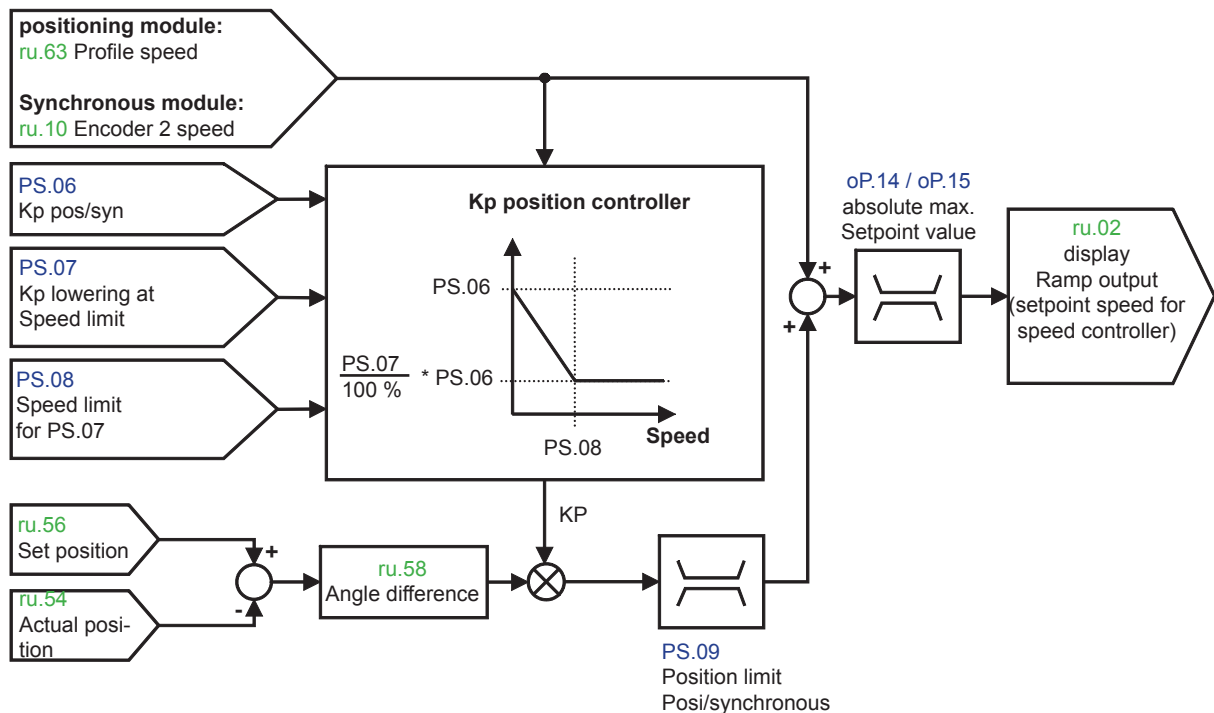 positioning module:
ru.63 Profile speed
Synchronous module:
ru.10 Encoder 2 speed
PS.06
Kp pos/syn
PS.07
Kp lowering at
Speed limit
PS.08
Speed limit
for PS.07
Kp position controller
PS.06
PS.07
100 %
* PS.06
Speed
PS.08
oP.14 / oP.15
absolute max.
Setpoint value
+
+
ru.02
display
Ramp output
(setpoint speed for
speed controller)
KP
ru.56
Set position
+
-
ru.54
Actual posi-
tion
ru.58
Angle difference
PS.09
Position limit
Posi/synchronous